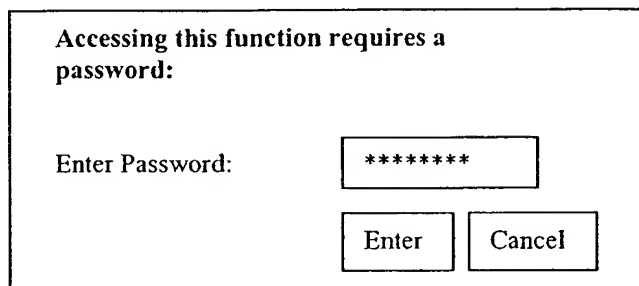 Accessing this function requires a
password:
Enter Password:
********
Enter
Cancel